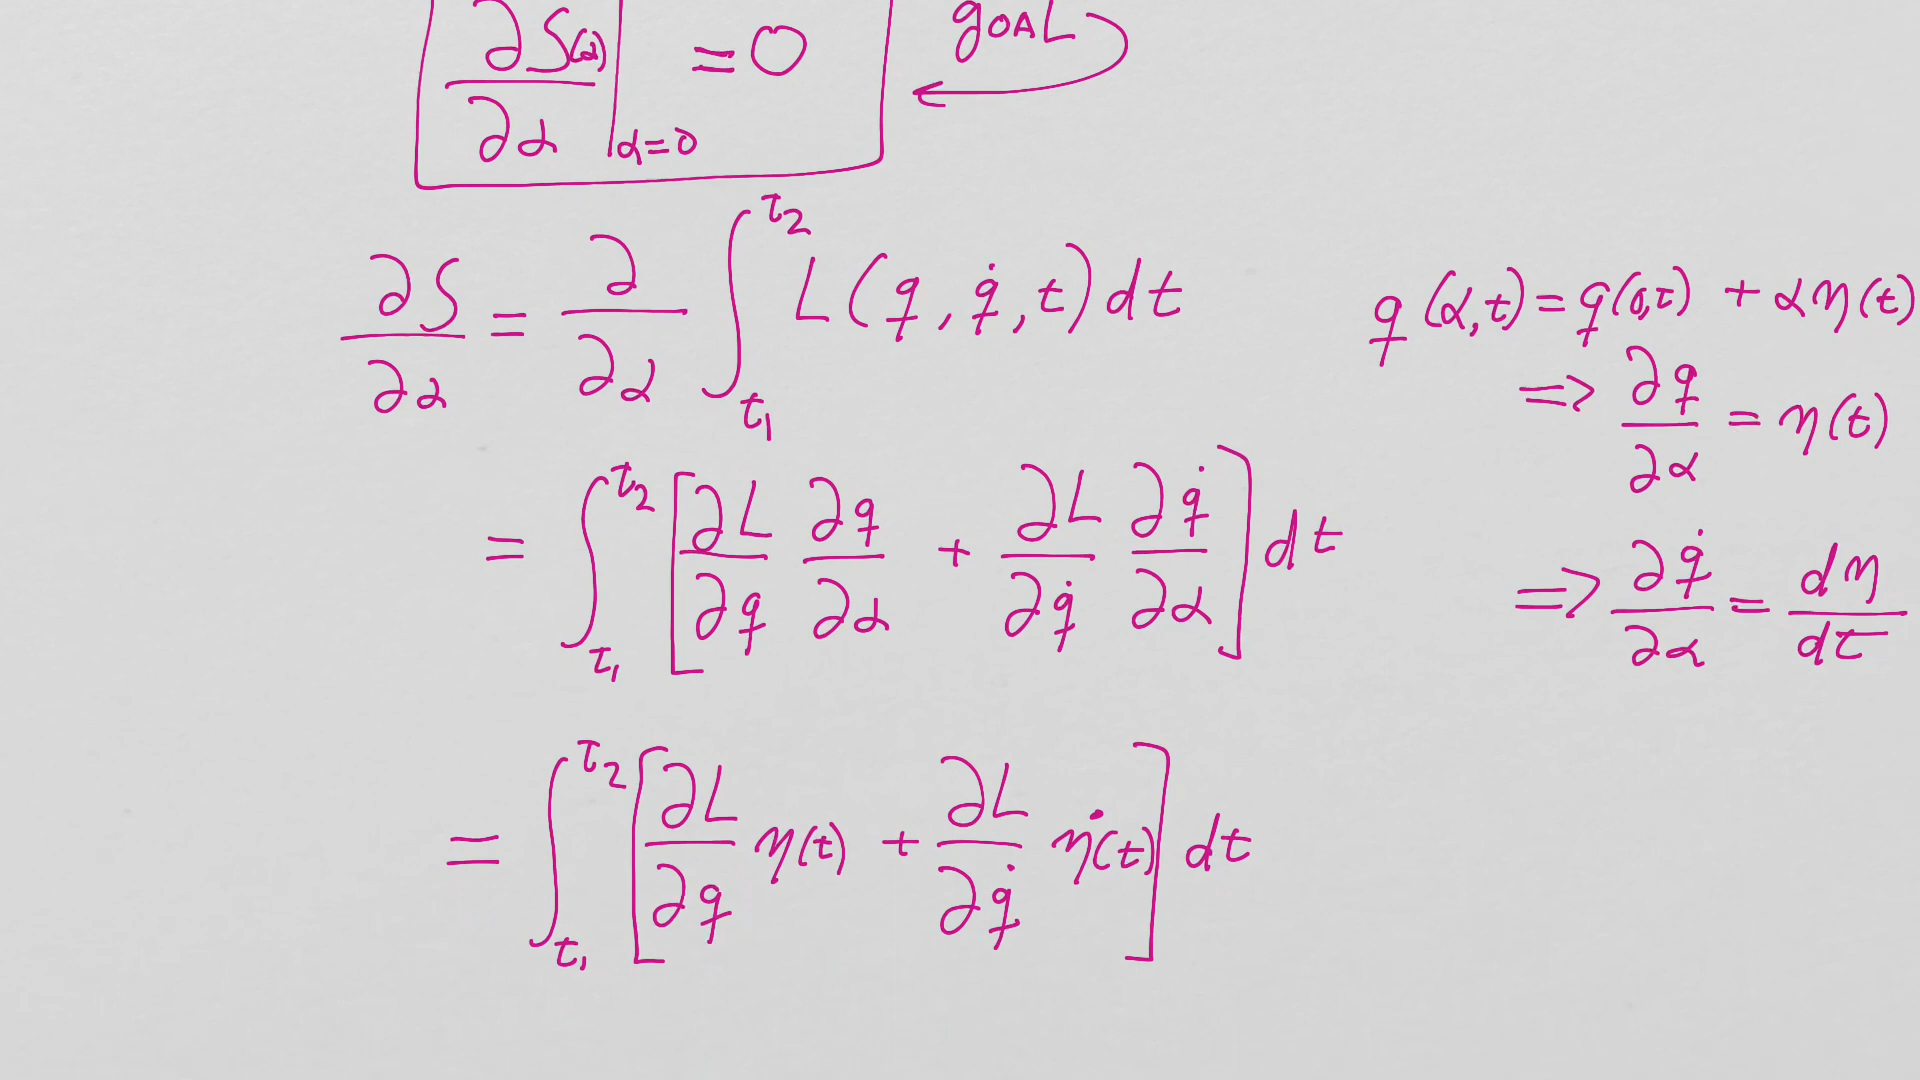 ∂S(α)/∂α |α=0 = 0 GOAL
∂S/∂α = ∂/∂α ∫_{t1}^{t2} L(q, q̇, t) dt
q(α,t) = q(0,t) + αη(t)
⇒ ∂q/∂α = η(t)
= ∫_{t1}^{t2} [∂L/∂q ∂q/∂α + ∂L/∂q̇ ∂q̇/∂α] dt
⇒ ∂q̇/∂α = dη/dt
= ∫_{t1}^{t2} [∂L/∂q η(t) + ∂L/∂q̇ η̇(t)] dt